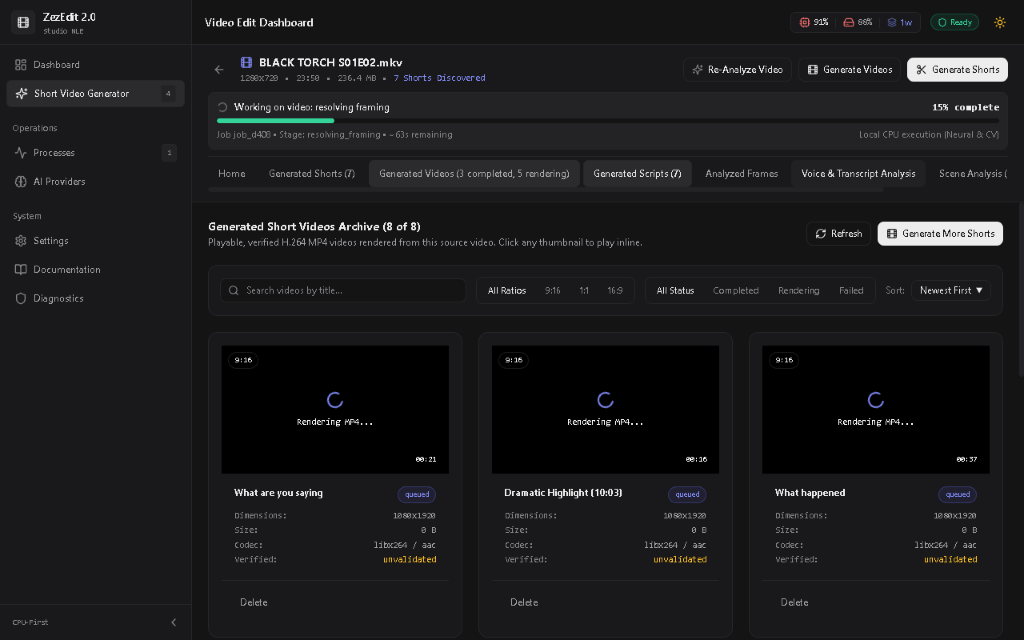 ZezEdit 2.0
Studio NLE
Dashboard
Short Video Generator 4
Operations
Processes 1
AI Providers
System
Settings
Documentation
Diagnostics
CPU-First
Video Edit Dashboard
91% 1w Ready
BLACK TORCH S01E02.mkv
1280x720 • 23:50 • 236.4 MB • 7 Shorts Discovered
Re-Analyze Video
Generate Videos
Generate Shorts
Working on video: resolving framing
15% complete
Job job_d408 • Stage: resolving_framing • ~63s remaining
Local CPU execution (Neural & CV)
Home Generated Shorts (7) Generated Videos (3 completed, 5 rendering) Generated Scripts (7) Analyzed Frames Voice & Transcript Analysis Scene Analysis (
Generated Short Videos Archive (8 of 8)
Playable, verified H.264 MP4 videos rendered from this source video. Click any thumbnail to play inline.
Refresh
Generate More Shorts
Search videos by title...
All Ratios 9:16 1:1 16:9
All Status Completed Rendering Failed
Sort: Newest First ▼
9:16
Rendering MP4...
00:21
What are you saying queued
Dimensions: 1080x1920
Size: 0 B
Codec: libx264 / aac
Verified: unvalidated
Delete
9:16
Rendering MP4...
00:16
Dramatic Highlight (10:03) queued
Dimensions: 1080x1920
Size: 0 B
Codec: libx264 / aac
Verified: unvalidated
Delete
9:16
Rendering MP4...
00:37
What happened queued
Dimensions: 1080x1920
Size: 0 B
Codec: libx264 / aac
Verified: unvalidated
Delete